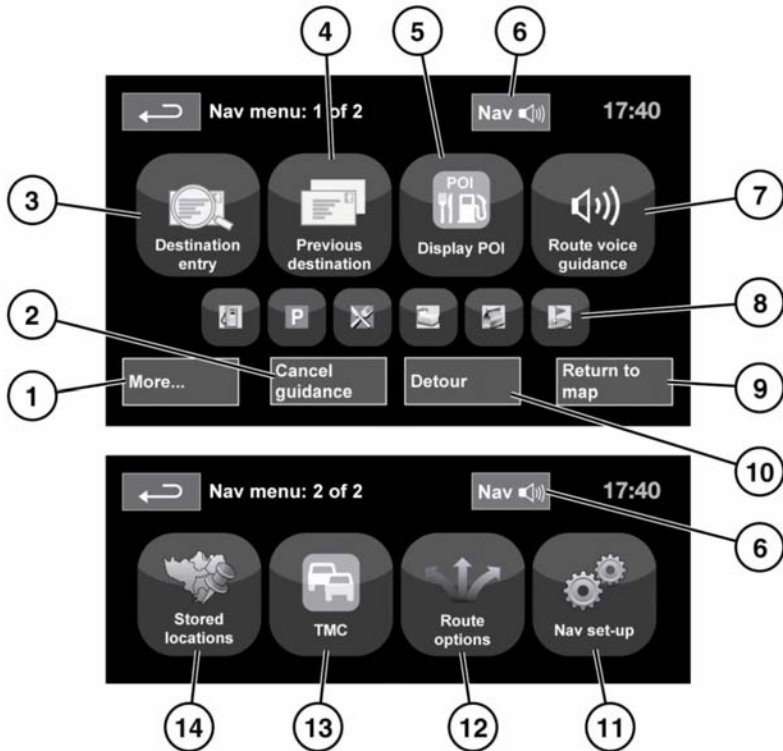 4
5
6
Nav menu: 1 of 2
Nav
17:40
3
POI
7
Destination
entry
Previous
destination
Display POI
Route voice
guidance
2
P
8
More...
Cancel
guidance
Detour
Return to
map
1
9
10
Nav menu: 2 of 2
Nav
17:40
6
Stored
locations
TMC
Route
options
Nav set-up
14
13
12
11